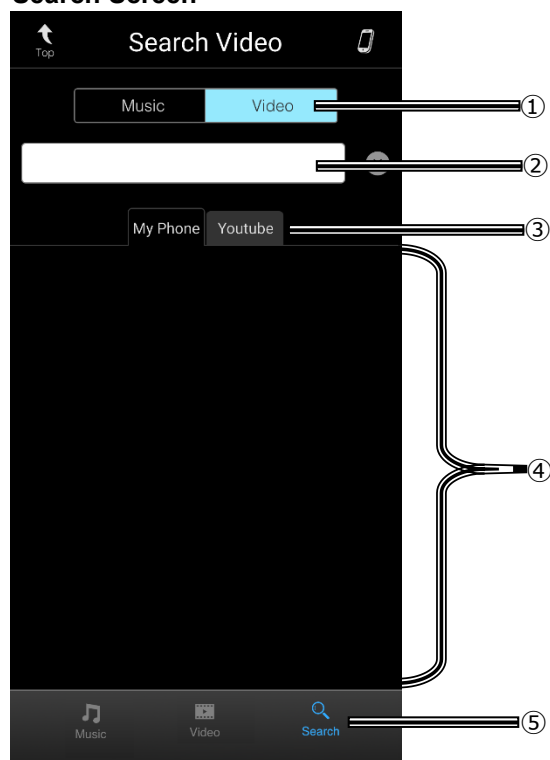 Search Screen
Top
Search Video
Music Video
①
②
My Phone Youtube
③
④
Music Video Search
⑤